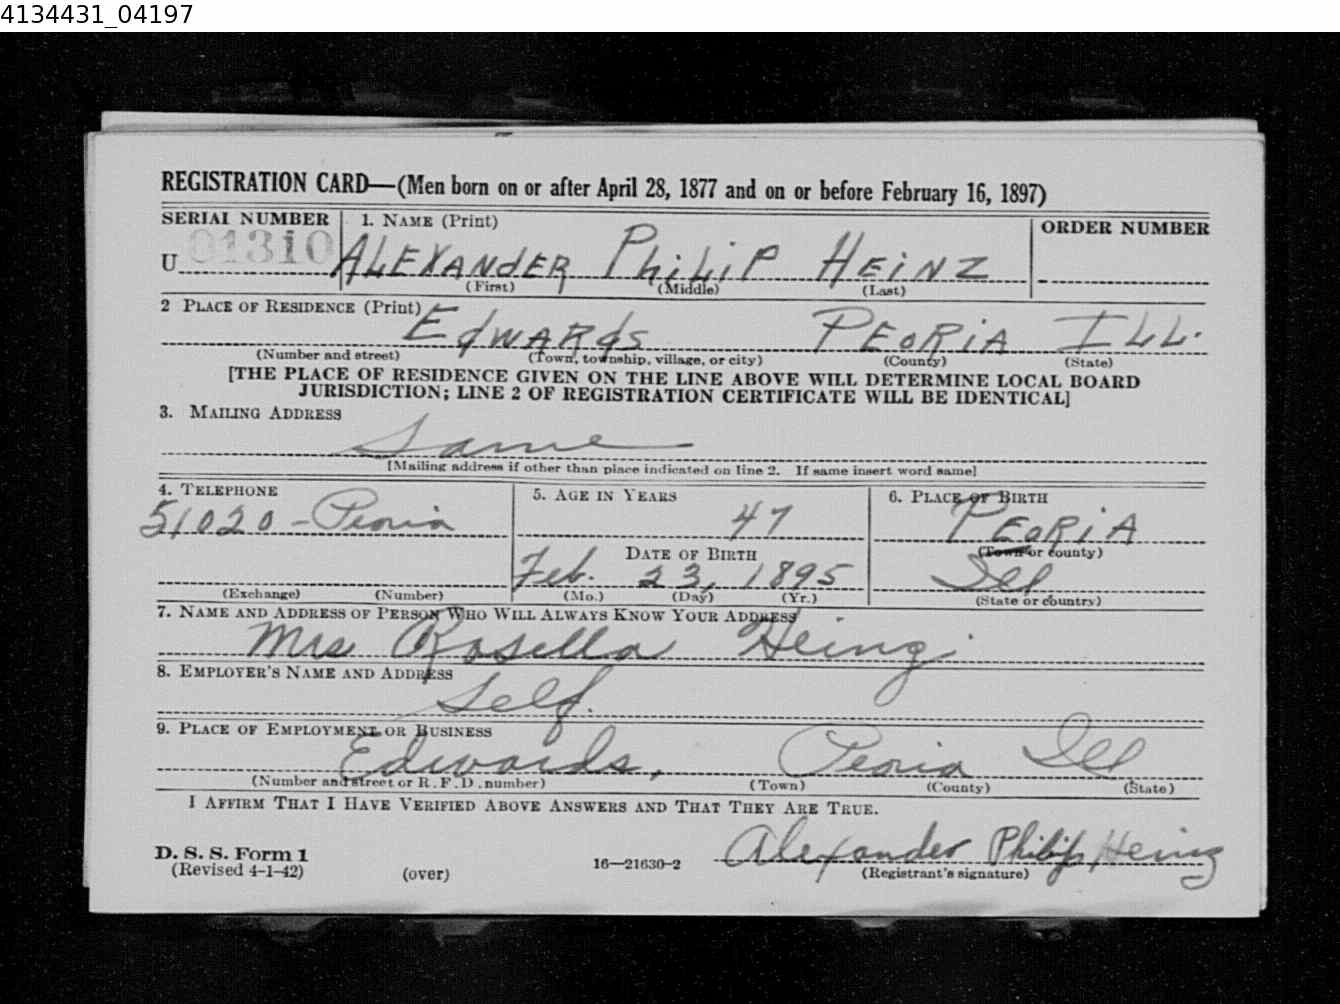 4134431_04197
REGISTRATION CARD—(Men born on or after April 28, 1877 and on or before February 16, 1897)
SERIAL NUMBER 1. NAME (Print) ORDER NUMBER
U 01310 ALEXANDER PHILIP HEINZ
(First) (Middle) (Last)
2 PLACE OF RESIDENCE (Print)
EdWARds PEORIA ILL.
(Number and street) (Town, township, village, or city) (County) (State)
[THE PLACE OF RESIDENCE GIVEN ON THE LINE ABOVE WILL DETERMINE LOCAL BOARD
JURISDICTION; LINE 2 OF REGISTRATION CERTIFICATE WILL BE IDENTICAL]
3. MAILING ADDRESS
Same
[Mailing address if other than place indicated on line 2. If same insert word same]
4. TELEPHONE 5. AGE IN YEARS 6. PLACE OF BIRTH
51020 - Peoria 47 PEORIA
DATE OF BIRTH (Town or county)
Feb. 23, 1895 Ill.
(Exchange) (Number) (Mo.) (Day) (Yr.) (State or country)
7. NAME AND ADDRESS OF PERSON WHO WILL ALWAYS KNOW YOUR ADDRESS
Mrs Rosella Heinz
8. EMPLOYER'S NAME AND ADDRESS
Self.
9. PLACE OF EMPLOYMENT OR BUSINESS
Edwards, Peoria Ill
(Number and street or R. F. D. number) (Town) (County) (State)
I AFFIRM THAT I HAVE VERIFIED ABOVE ANSWERS AND THAT THEY ARE TRUE.
D. S. S. Form 1
(Revised 4-1-42) (over) 16—21630-2 Alexander Philip Heinz
(Registrant's signature)